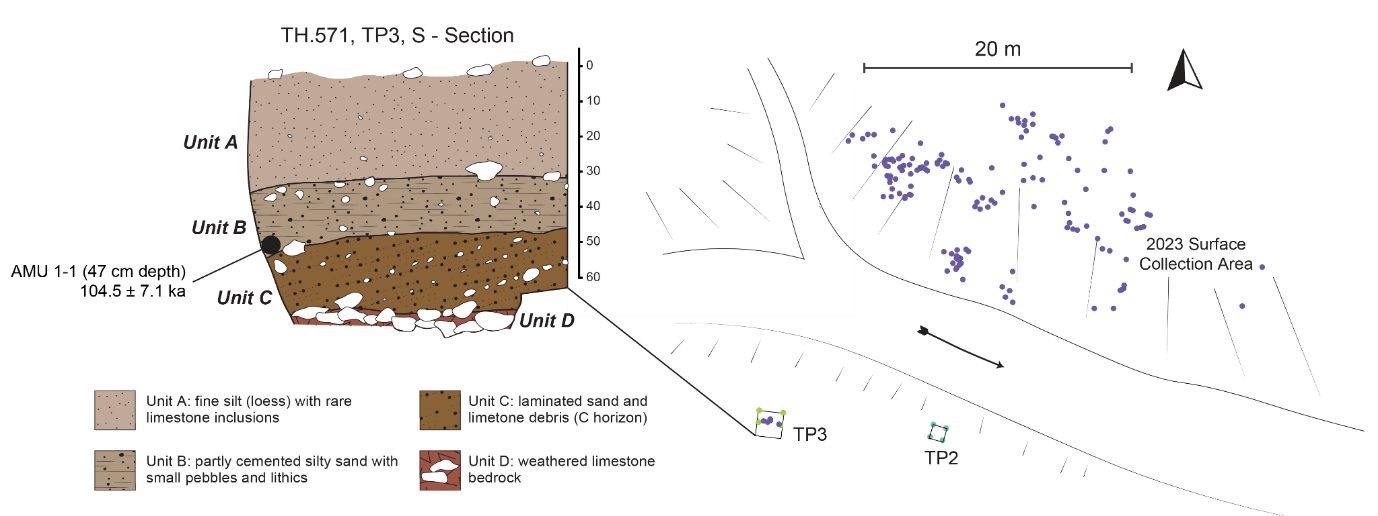 TH.571, TP3, S - Section
0
10
20
30
40
50
60
Unit A
Unit B
AMU 1-1 (47 cm depth)
104.5 ± 7.1 ka
Unit C
Unit D
Unit A: fine silt (loess) with rare
limestone inclusions
Unit B: partly cemented silty sand with
small pebbles and lithics
Unit C: laminated sand and
limetone debris (C horizon)
Unit D: weathered limestone
bedrock
20 m
2023 Surface
Collection Area
TP3
TP2